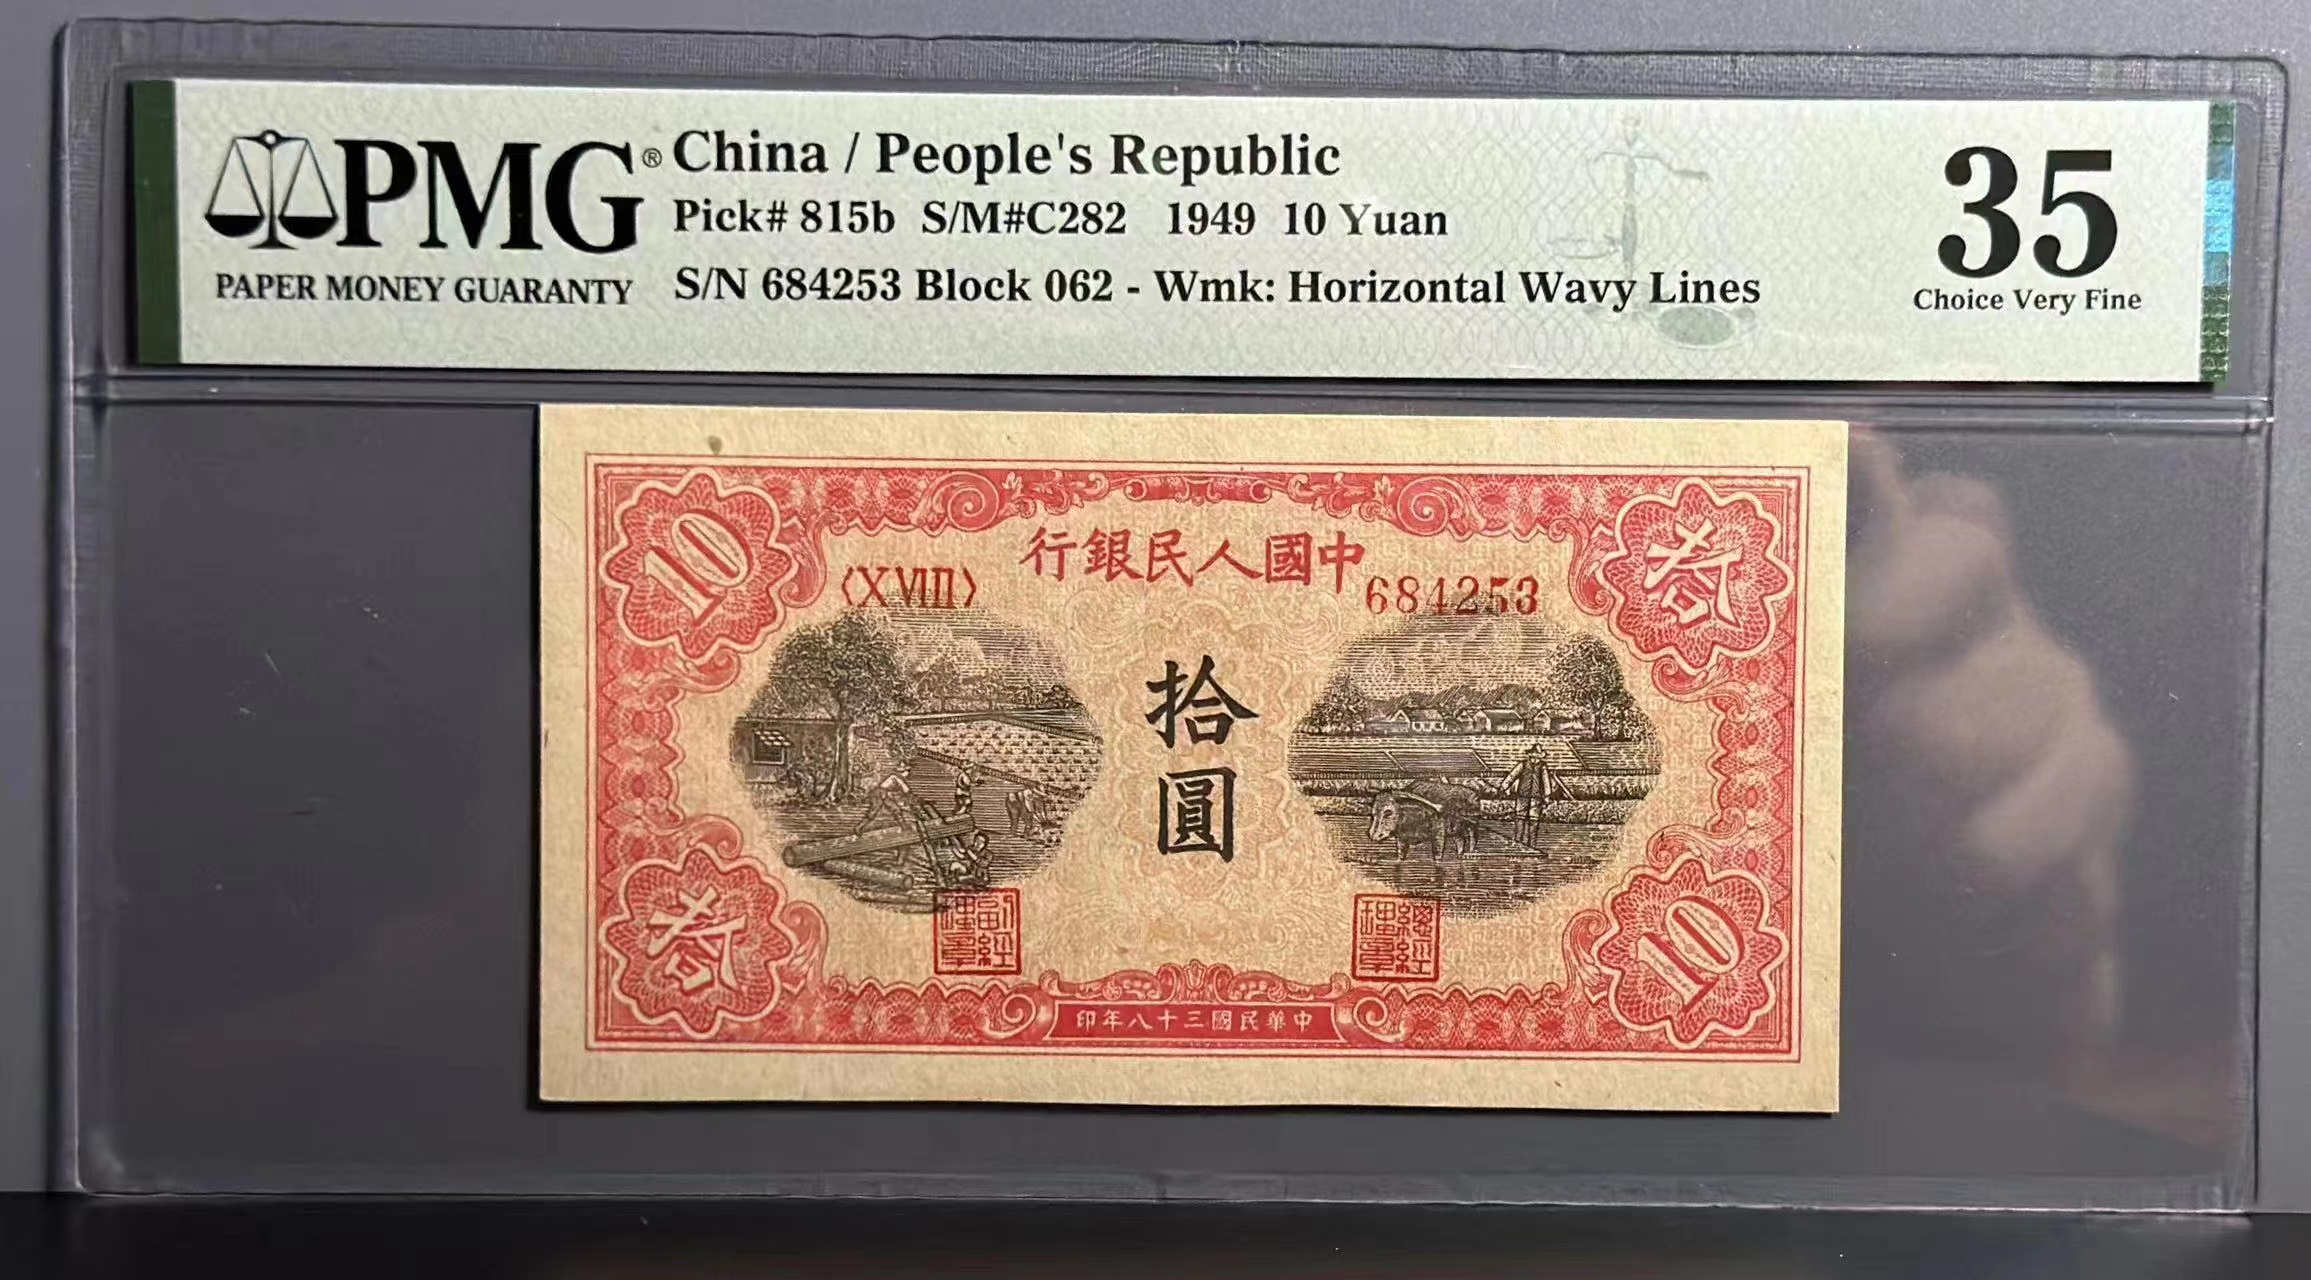 PMG® China / People's Republic
Pick# 815b S/M#C282 1949 10 Yuan
PAPER MONEY GUARANTY S/N 684253 Block 062 - Wmk: Horizontal Wavy Lines
35
Choice Very Fine
行銀民人國中
10
拾
〈XVIII〉
684253
拾
圓
拾
10
印年八十三國民華中